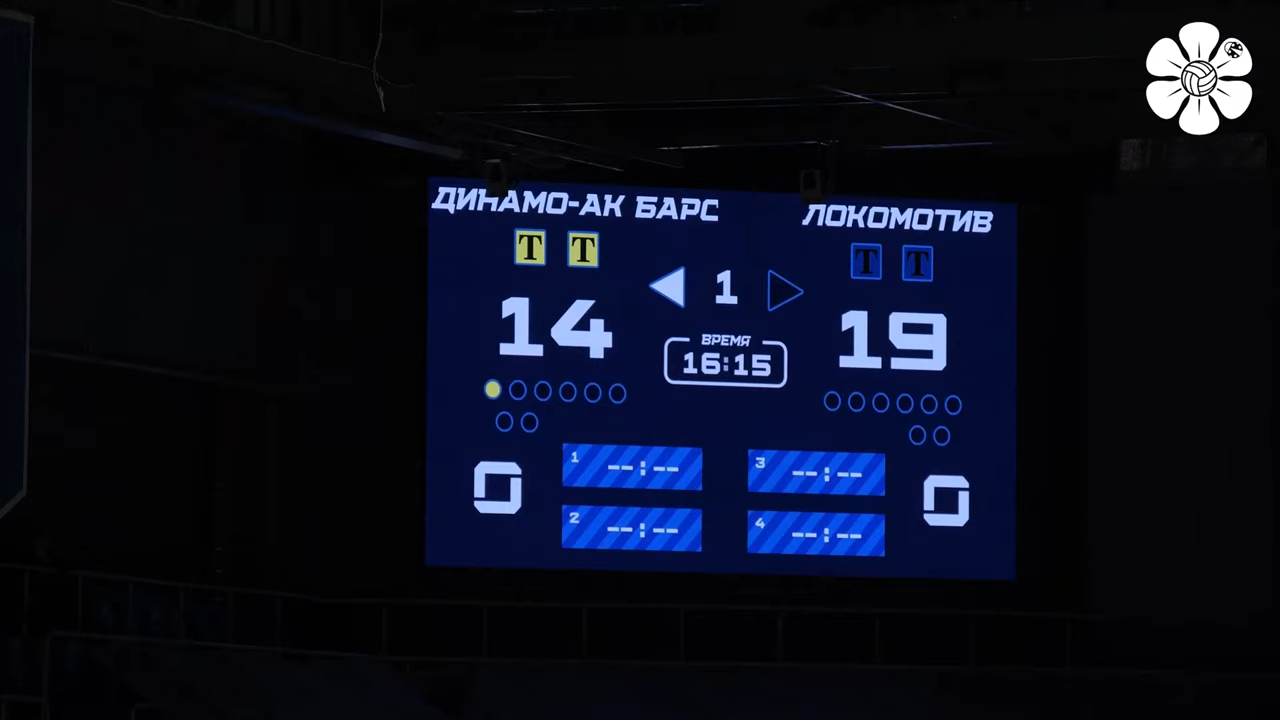 ДИНАМО-АК БАРС ЛОКОМОТИВ
T T T T
1
14 19
ВРЕМЯ
16:15
1 --:-- 3 --:--
0 0
2 --:-- 4 --:--